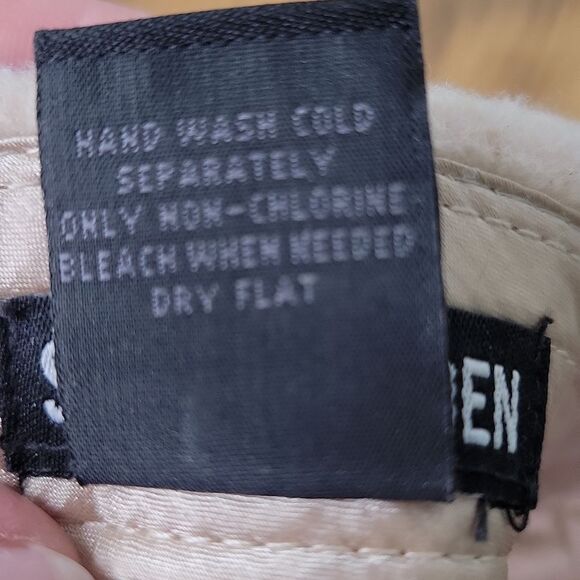 HAND WASH COLD
SEPARATELY
ONLY NON-CHLORINE
BLEACH WHEN NEEDED
DRY FLAT